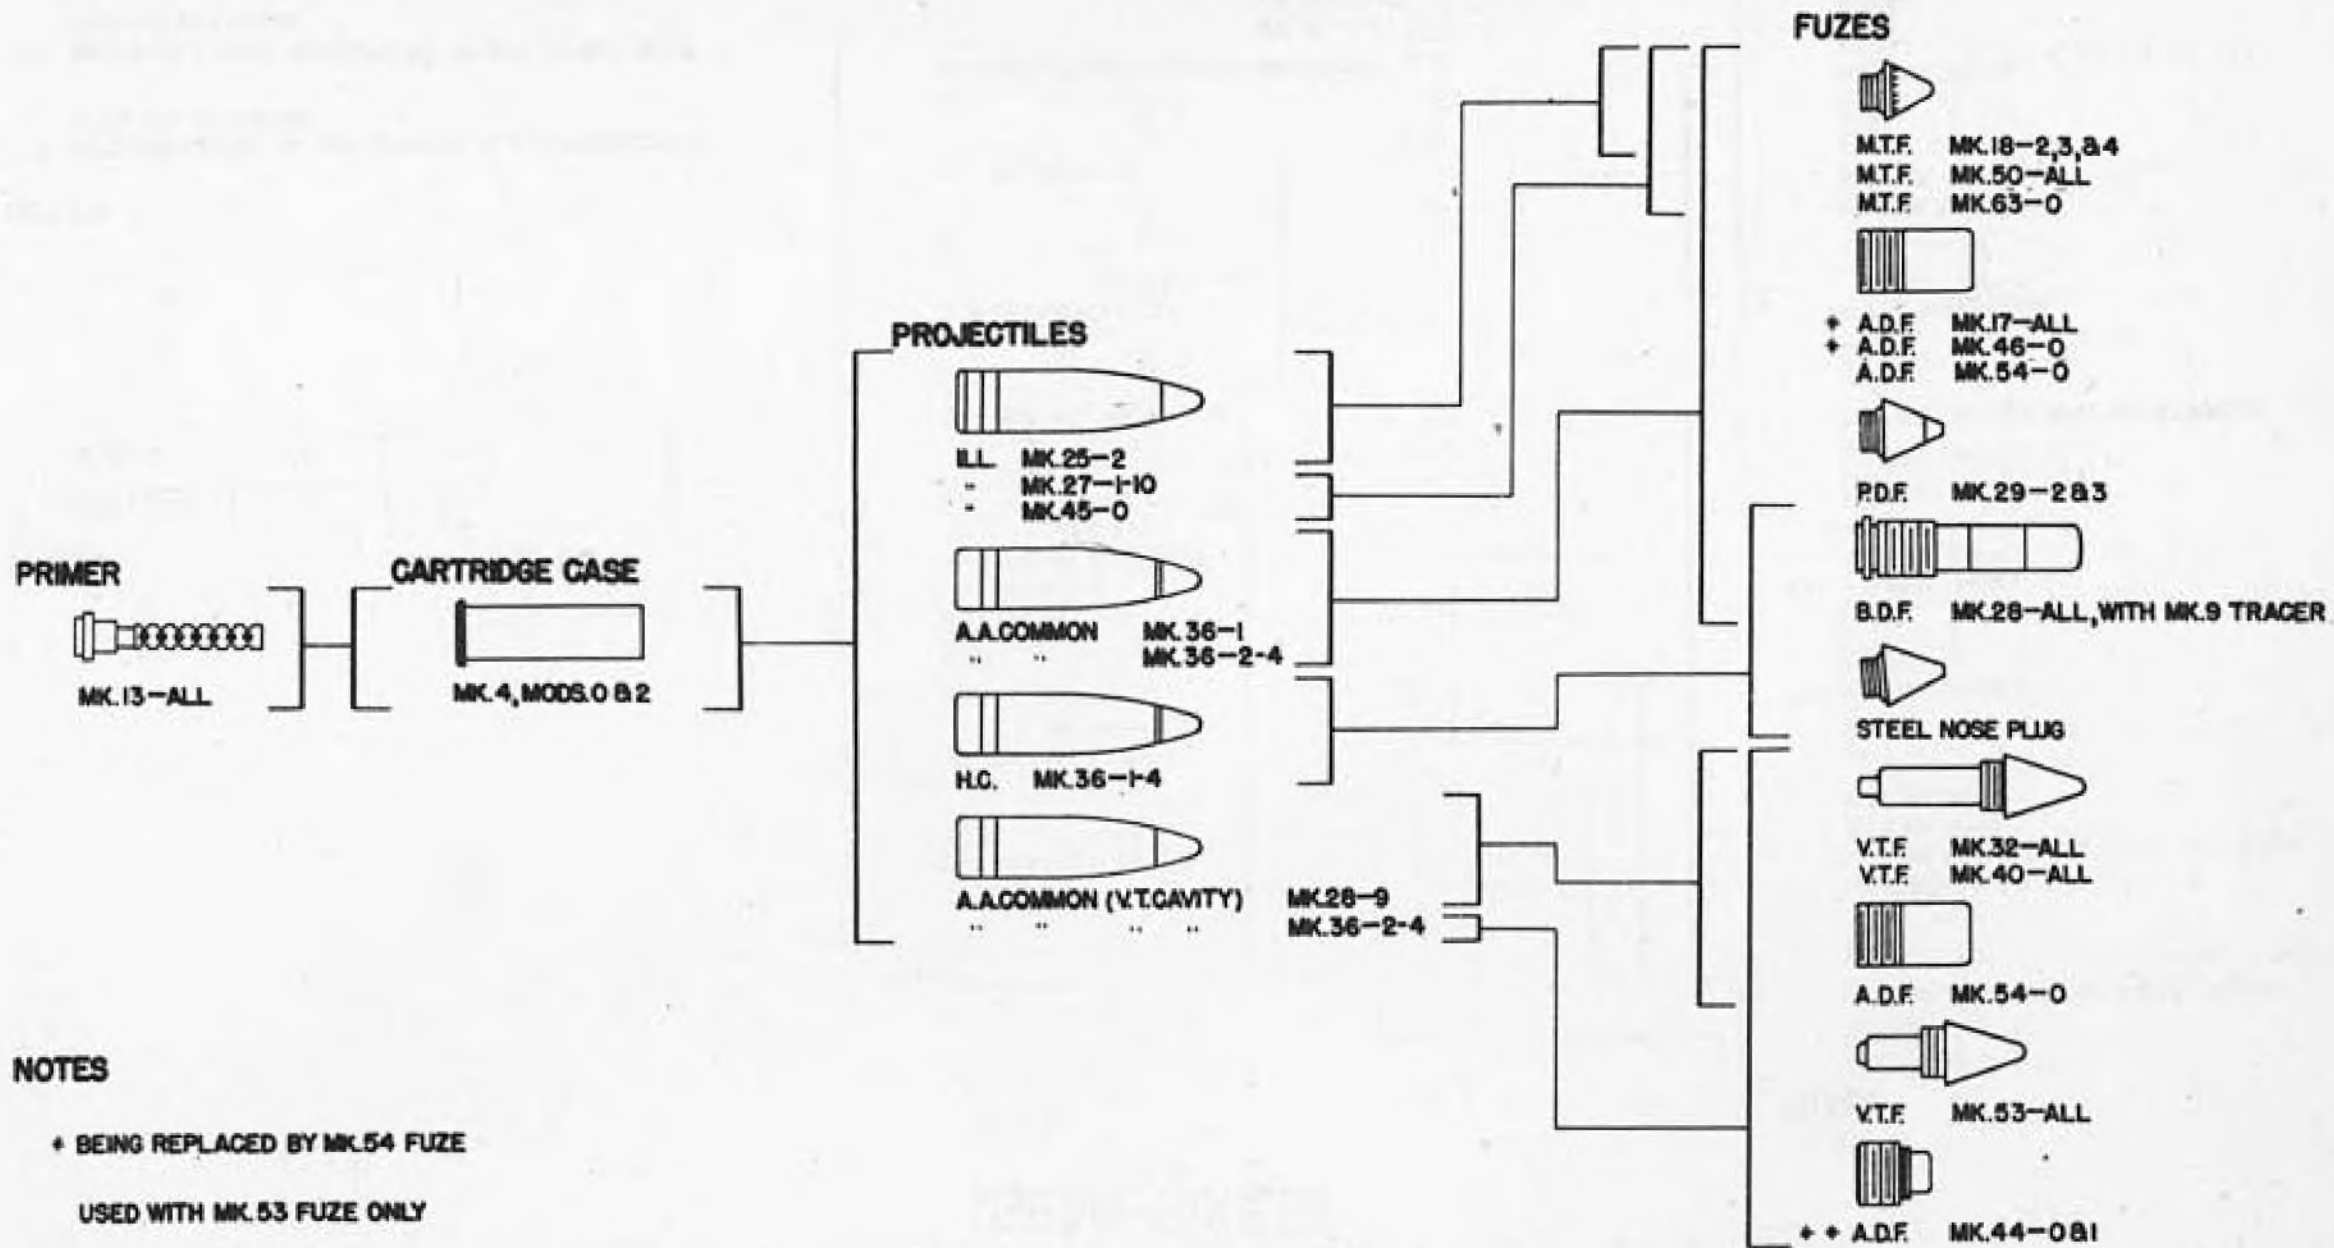 FUZES
M.T.F. MK.18-2,3,&4
M.T.F. MK.50-ALL
M.T.F. MK.63-0
+ A.D.F. MK.17-ALL
+ A.D.F. MK.46-0
A.D.F. MK.54-0
P.D.F. MK.29-2&3
B.D.F. MK.28-ALL, WITH MK.9 TRACER
STEEL NOSE PLUG
V.T.F. MK.32-ALL
V.T.F. MK.40-ALL
A.D.F. MK.54-0
V.T.F. MK.53-ALL
+ + A.D.F. MK.44-0&1
PROJECTILES
ILL. MK.25-2
" MK.27-1-10
" MK.45-0
A.A.COMMON MK.36-1
" " MK.36-2-4
H.C. MK.36-1-4
A.A.COMMON (V.T.CAVITY) MK.28-9
" " " " MK.36-2-4
PRIMER
MK.13-ALL
CARTRIDGE CASE
MK.4, MODS.0 & 2
NOTES
+ BEING REPLACED BY MK.54 FUZE
USED WITH MK.53 FUZE ONLY